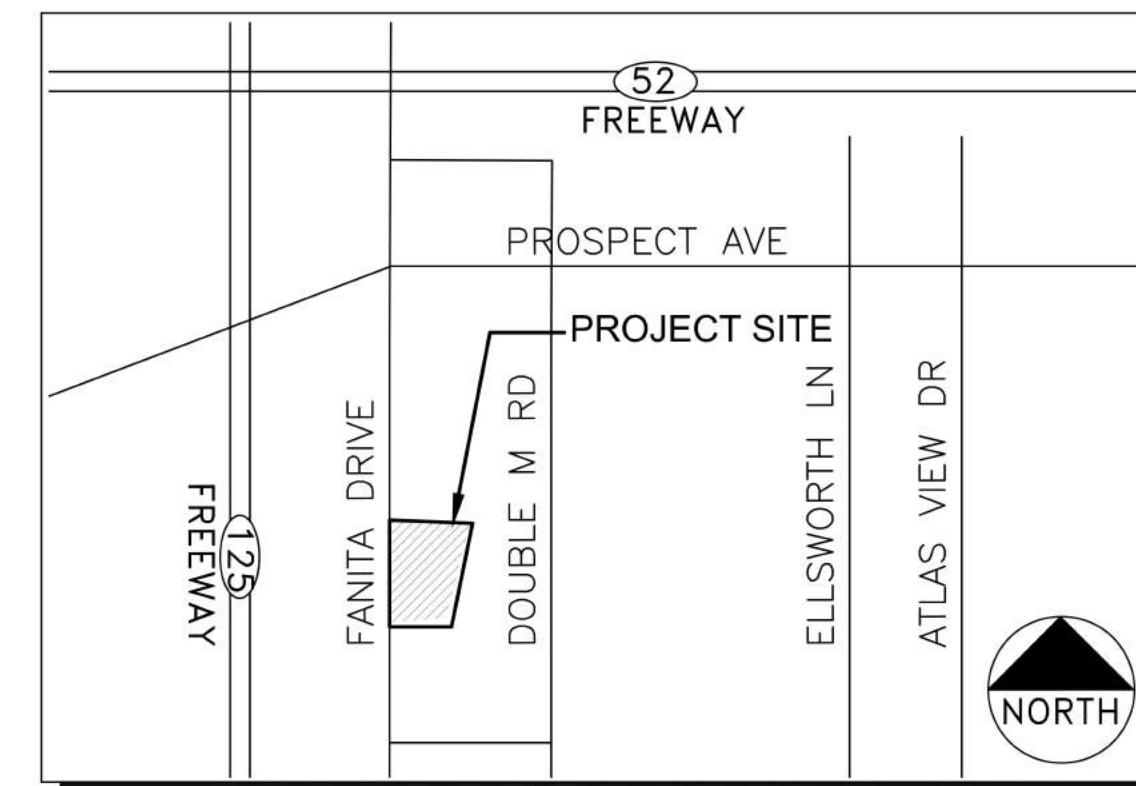 52
FREEWAY
PROSPECT AVE
PROJECT SITE
FANITA DRIVE
DOUBLE M RD
ELLSWORTH LN
ATLAS VIEW DR
FREEWAY
125
NORTH